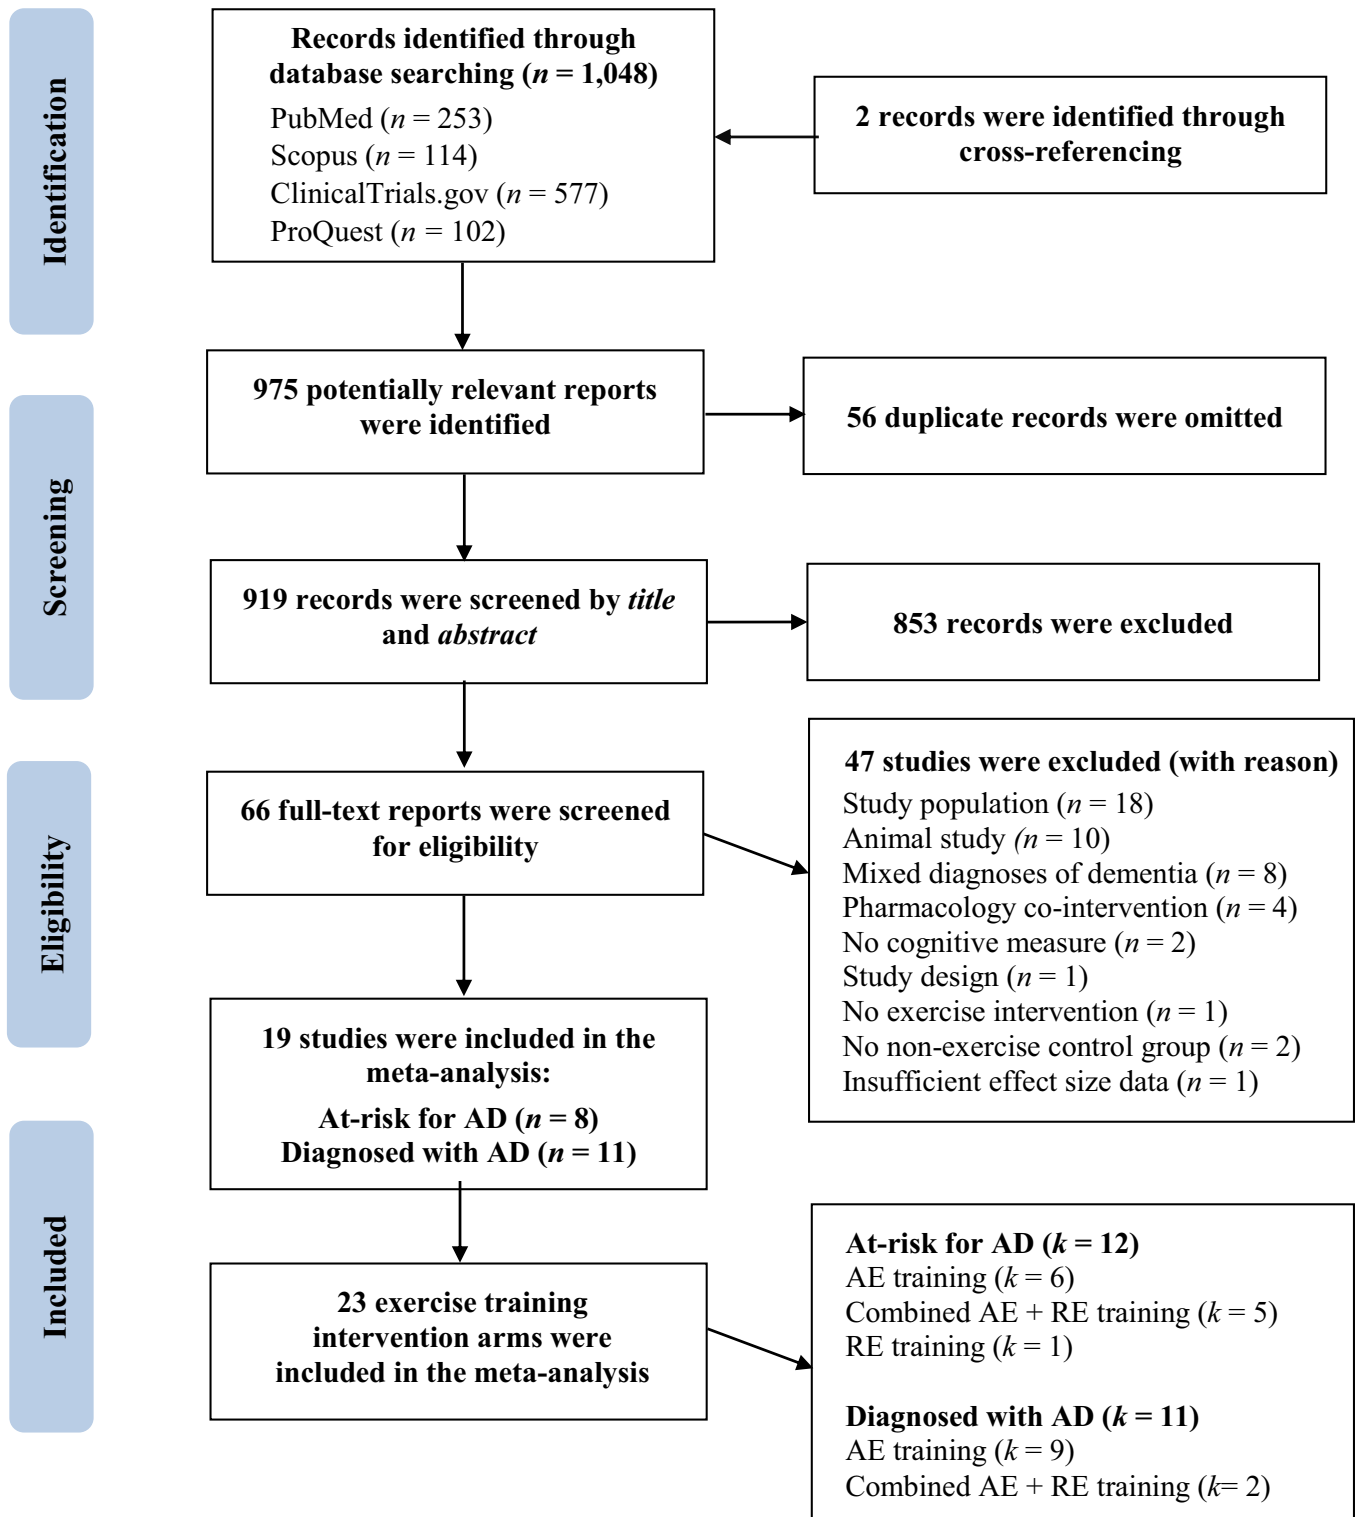 Identification
Records identified through
database searching (n = 1,048)
PubMed (n = 253)
Scopus (n = 114)
ClinicalTrials.gov (n = 577)
ProQuest (n = 102)
2 records were identified through
cross-referencing
Screening
975 potentially relevant reports
were identified
56 duplicate records were omitted
919 records were screened by title
and abstract
853 records were excluded
Eligibility
66 full-text reports were screened
for eligibility
47 studies were excluded (with reason)
Study population (n = 18)
Animal study (n = 10)
Mixed diagnoses of dementia (n = 8)
Pharmacology co-intervention (n = 4)
No cognitive measure (n = 2)
Study design (n = 1)
No exercise intervention (n = 1)
No non-exercise control group (n = 2)
Insufficient effect size data (n = 1)
19 studies were included in the
meta-analysis:
At-risk for AD (n = 8)
Diagnosed with AD (n = 11)
Included
23 exercise training
intervention arms were
included in the meta-analysis
At-risk for AD (k = 12)
AE training (k = 6)
Combined AE + RE training (k = 5)
RE training (k = 1)
Diagnosed with AD (k = 11)
AE training (k = 9)
Combined AE + RE training (k= 2)